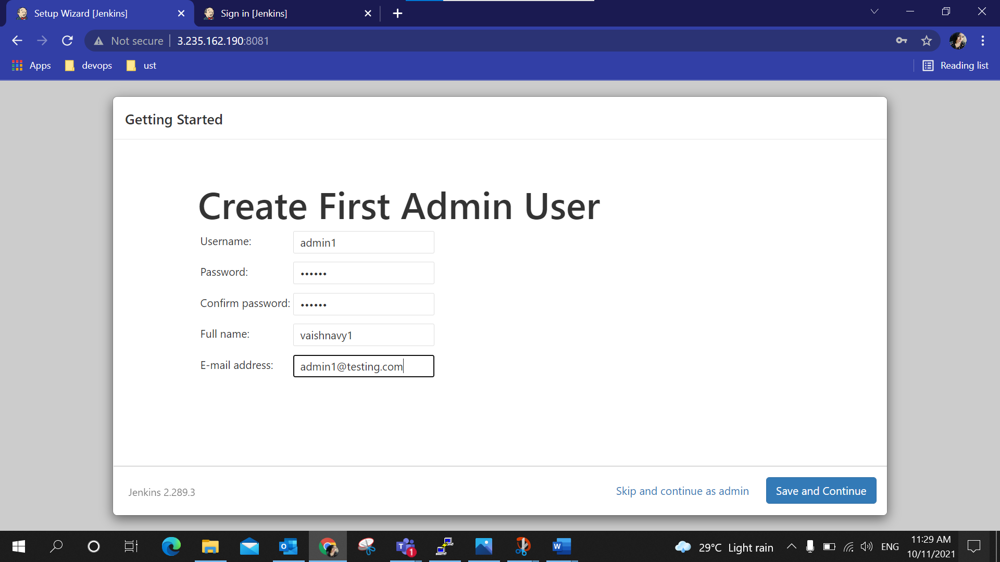 Setup Wizard [Jenkins]
Sign in [Jenkins]
Not secure
3.235.162.190:8081
Apps
devops
ust
Reading list
Getting Started
Create First Admin User
Username:
admin1
Password:
••••••
Confirm password:
••••••
Full name:
vaishnavy1
E-mail address:
admin1@testing.com
Jenkins 2.289.3
Skip and continue as admin
Save and Continue
29°C Light rain
ENG
11:29 AM
10/11/2021
1